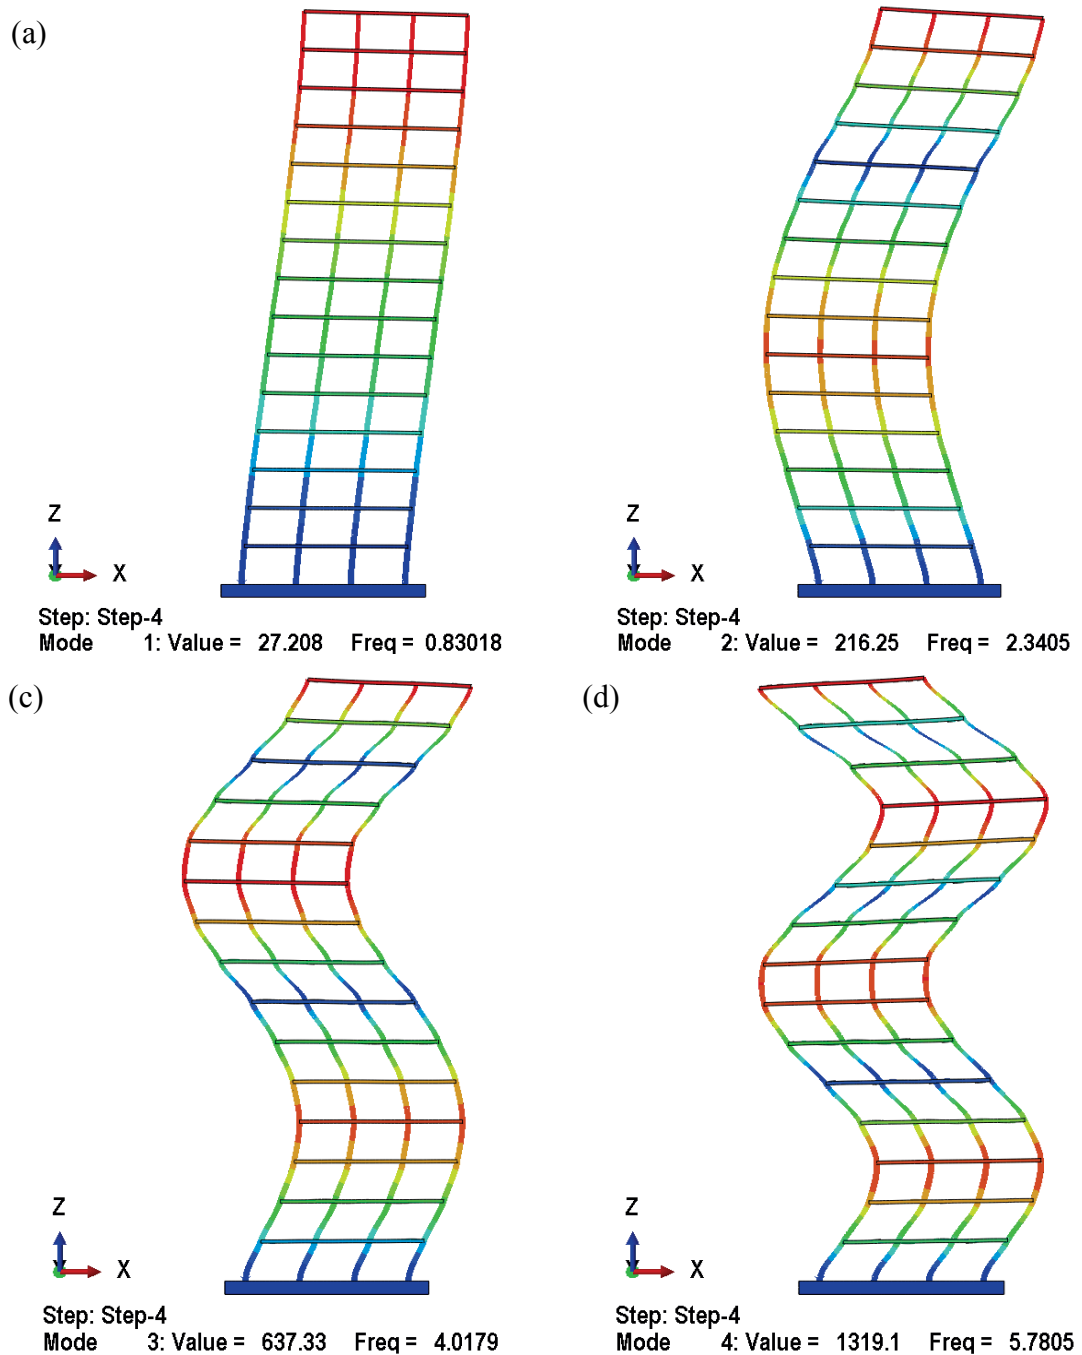 (a)
Z
Y X
Step: Step-4
Mode 1: Value = 27.208 Freq = 0.83018
Z
Y X
Step: Step-4
Mode 2: Value = 216.25 Freq = 2.3405
(c)
Z
Y X
Step: Step-4
Mode 3: Value = 637.33 Freq = 4.0179
(d)
Z
Y X
Step: Step-4
Mode 4: Value = 1319.1 Freq = 5.7805